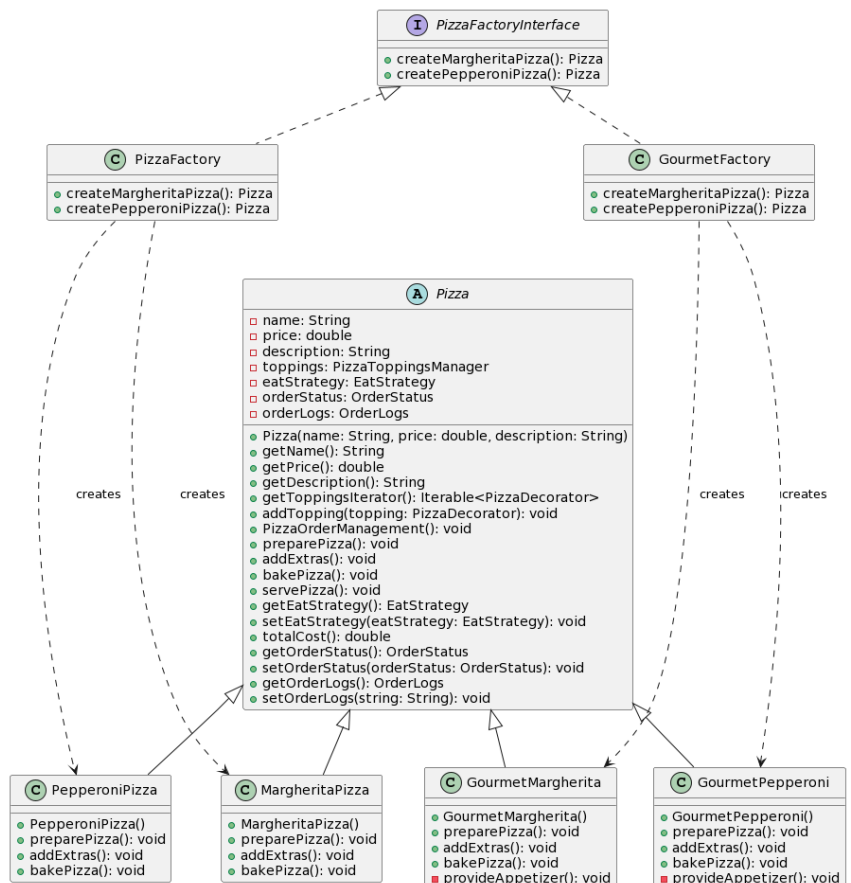 I PizzaFactoryInterface
createMargheritaPizza(): Pizza
createPepperoniPizza(): Pizza
C PizzaFactory
createMargheritaPizza(): Pizza
createPepperoniPizza(): Pizza
C GourmetFactory
createMargheritaPizza(): Pizza
createPepperoniPizza(): Pizza
A Pizza
name: String
price: double
description: String
toppings: PizzaToppingsManager
eatStrategy: EatStrategy
orderStatus: OrderStatus
orderLogs: OrderLogs
Pizza(name: String, price: double, description: String)
getName(): String
getPrice(): double
getDescription(): String
getToppingsIterator(): Iterable<PizzaDecorator>
addTopping(topping: PizzaDecorator): void
PizzaOrderManagement(): void
preparePizza(): void
addExtras(): void
bakePizza(): void
servePizza(): void
getEatStrategy(): EatStrategy
setEatStrategy(eatStrategy: EatStrategy): void
totalCost(): double
getOrderStatus(): OrderStatus
setOrderStatus(orderStatus: OrderStatus): void
getOrderLogs(): OrderLogs
setOrderLogs(string: String): void
creates
creates
creates
creates
C PepperoniPizza
PepperoniPizza()
preparePizza(): void
addExtras(): void
bakePizza(): void
C MargheritaPizza
MargheritaPizza()
preparePizza(): void
addExtras(): void
bakePizza(): void
C GourmetMargherita
GourmetMargherita()
preparePizza(): void
addExtras(): void
bakePizza(): void
provideAppetizer(): void
C GourmetPepperoni
GourmetPepperoni()
preparePizza(): void
addExtras(): void
bakePizza(): void
provideAppetizer(): void